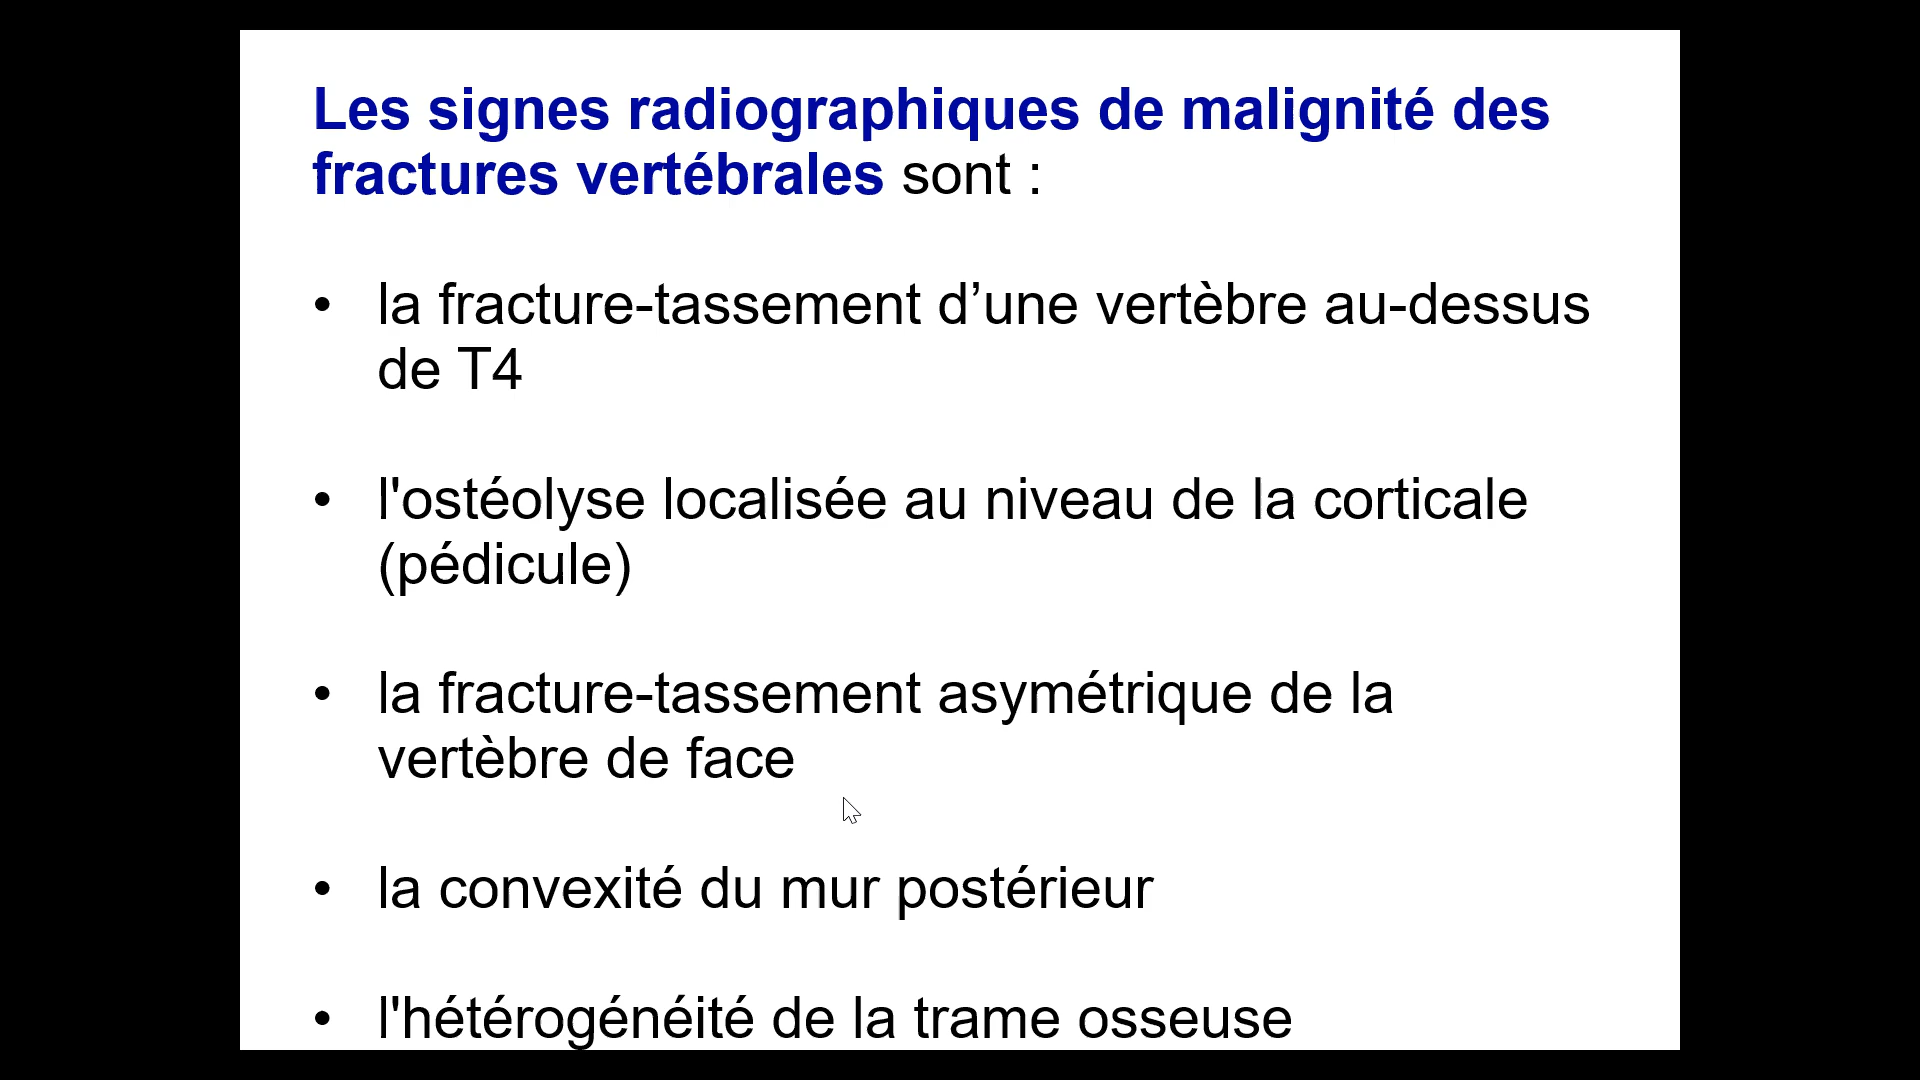 Les signes radiographiques de malignité des
fractures vertébrales sont :
• la fracture-tassement d’une vertèbre au-dessus
de T4
• l'ostéolyse localisée au niveau de la corticale
(pédicule)
• la fracture-tassement asymétrique de la
vertèbre de face
• la convexité du mur postérieur
• l'hétérogénéité de la trame osseuse